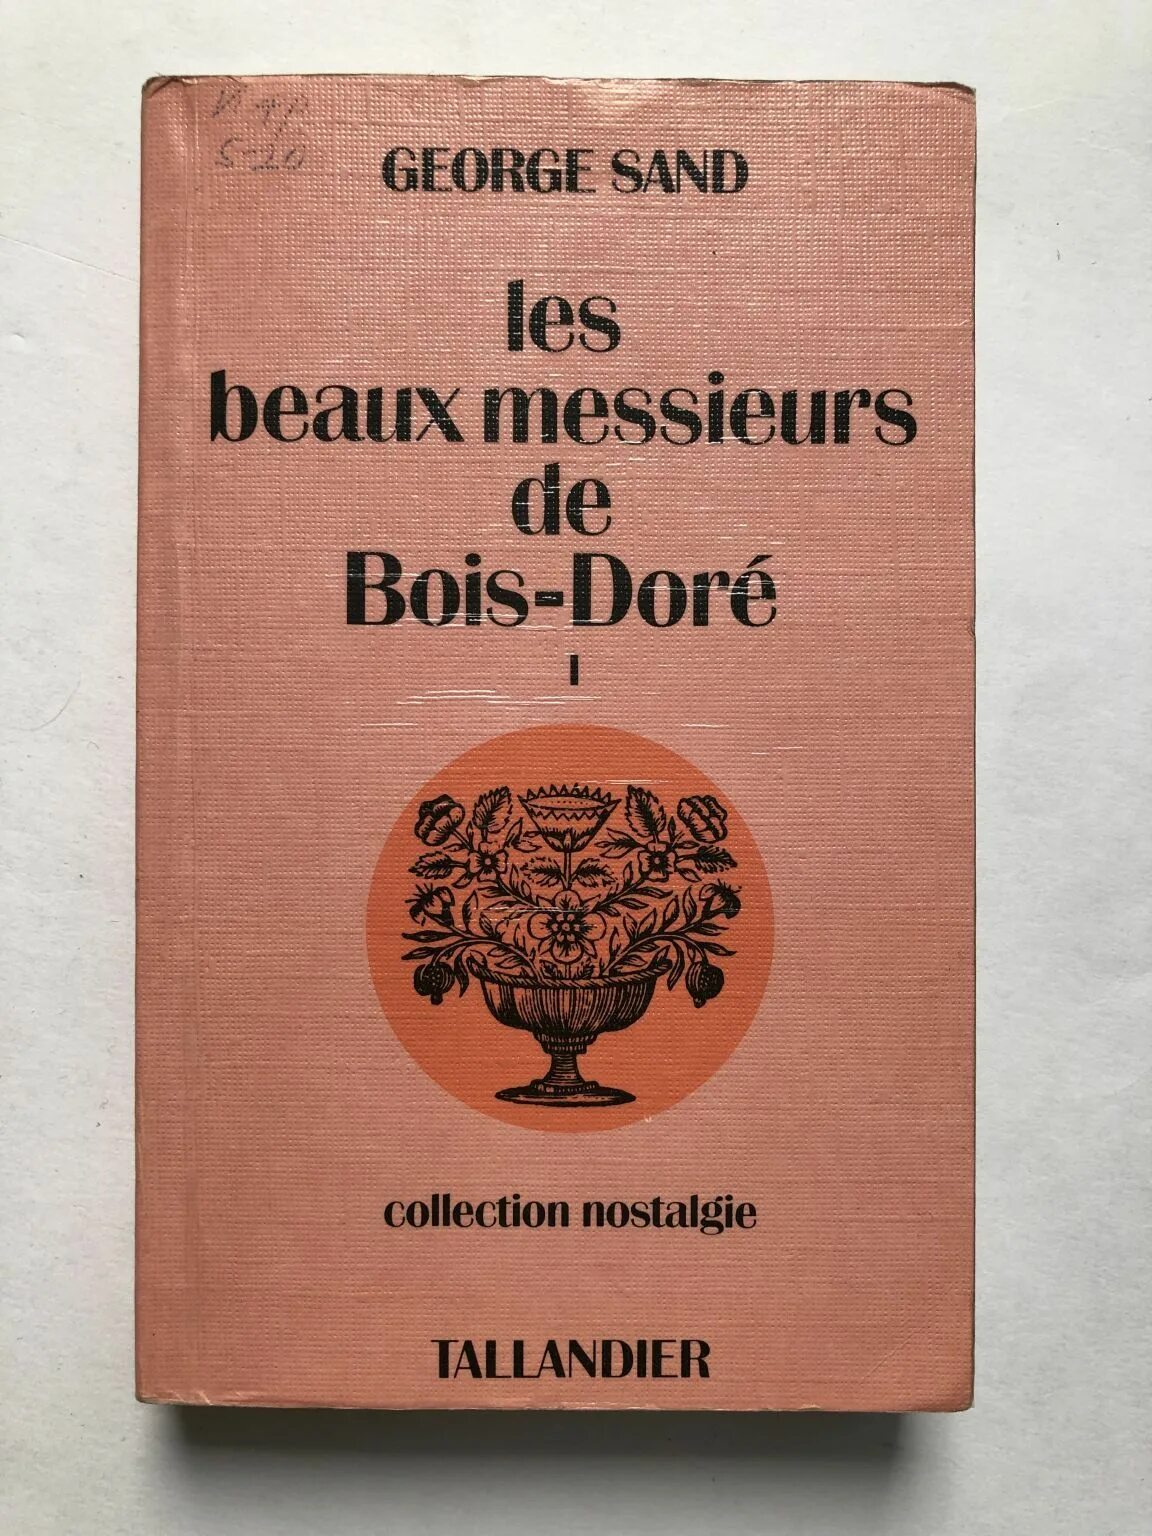 GEORGE SAND
les
beaux messieurs
de
Bois-Doré
I
collection nostalgie
TALLANDIER